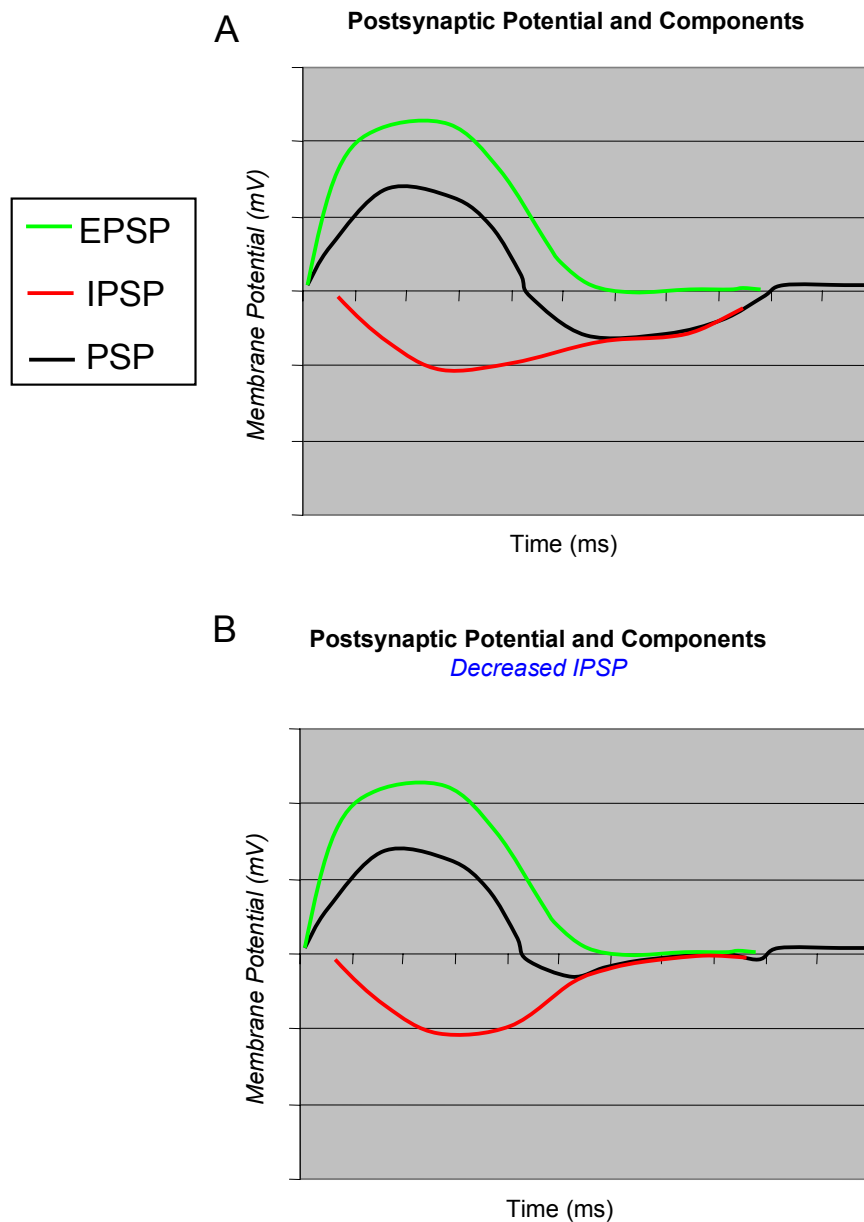 A
Postsynaptic Potential and Components
EPSP
IPSP
PSP
Membrane Potential (mV)
Time (ms)
B
Postsynaptic Potential and Components
Decreased IPSP
Membrane Potential (mV)
Time (ms)